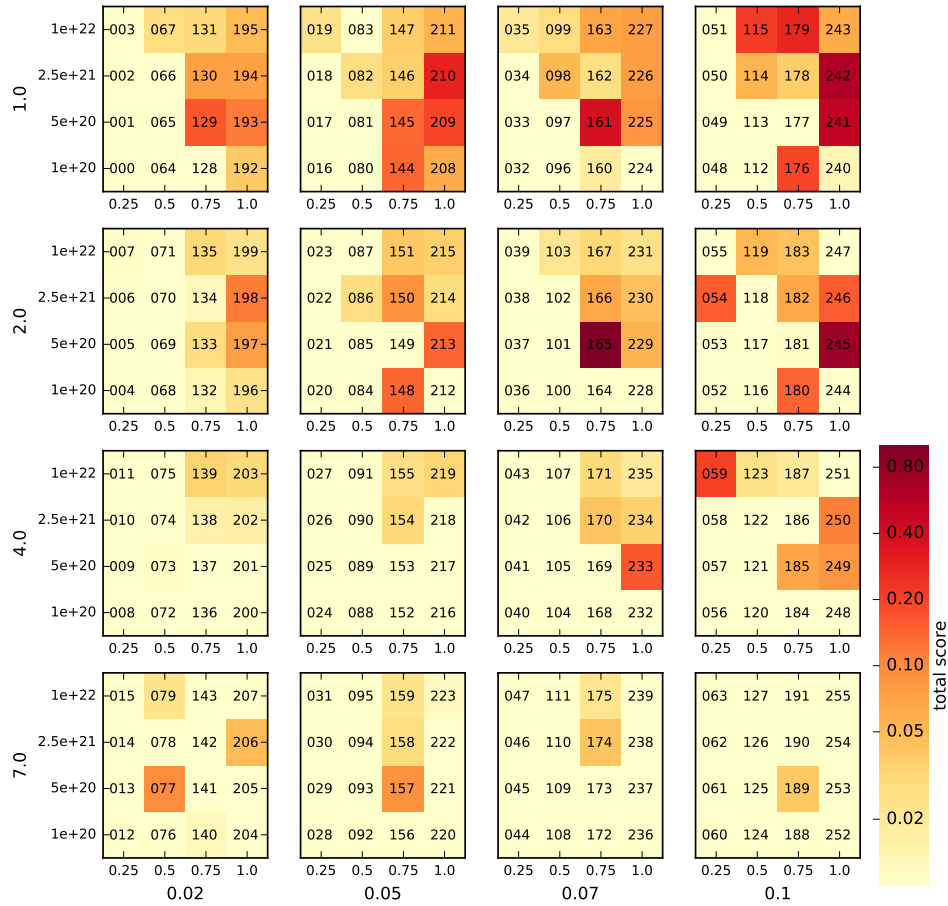 1e+22 003 067 131 195 019 083 147 211 035 099 163 227 051 115 179 243
2.5e+21 002 066 130 194 018 082 146 210 034 098 162 226 050 114 178 242
1.0
5e+20 001 065 129 193 017 081 145 209 033 097 161 225 049 113 177 241
1e+20 000 064 128 192 016 080 144 208 032 096 160 224 048 112 176 240
0.25 0.5 0.75 1.0 0.25 0.5 0.75 1.0 0.25 0.5 0.75 1.0 0.25 0.5 0.75 1.0
1e+22 007 071 135 199 023 087 151 215 039 103 167 231 055 119 183 247
2.5e+21 006 070 134 198 022 086 150 214 038 102 166 230 054 118 182 246
2.0
5e+20 005 069 133 197 021 085 149 213 037 101 165 229 053 117 181 245
1e+20 004 068 132 196 020 084 148 212 036 100 164 228 052 116 180 244
0.25 0.5 0.75 1.0 0.25 0.5 0.75 1.0 0.25 0.5 0.75 1.0 0.25 0.5 0.75 1.0
1e+22 011 075 139 203 027 091 155 219 043 107 171 235 059 123 187 251
2.5e+21 010 074 138 202 026 090 154 218 042 106 170 234 058 122 186 250
4.0
5e+20 009 073 137 201 025 089 153 217 041 105 169 233 057 121 185 249
1e+20 008 072 136 200 024 088 152 216 040 104 168 232 056 120 184 248
0.25 0.5 0.75 1.0 0.25 0.5 0.75 1.0 0.25 0.5 0.75 1.0 0.25 0.5 0.75 1.0
1e+22 015 079 143 207 031 095 159 223 047 111 175 239 063 127 191 255
2.5e+21 014 078 142 206 030 094 158 222 046 110 174 238 062 126 190 254
7.0
5e+20 013 077 141 205 029 093 157 221 045 109 173 237 061 125 189 253
1e+20 012 076 140 204 028 092 156 220 044 108 172 236 060 124 188 252
0.25 0.5 0.75 1.0 0.25 0.5 0.75 1.0 0.25 0.5 0.75 1.0 0.25 0.5 0.75 1.0
0.02 0.05 0.07 0.1
0.80
0.40
0.20
0.10
0.05
0.02
total score